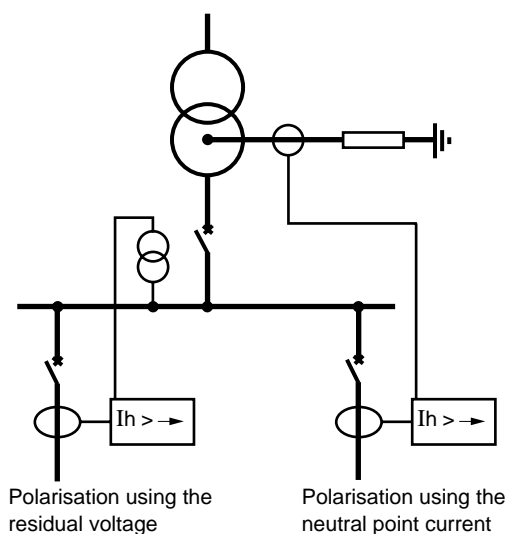 Ih >
Ih >
Polarisation using the
residual voltage
Polarisation using the
neutral point current